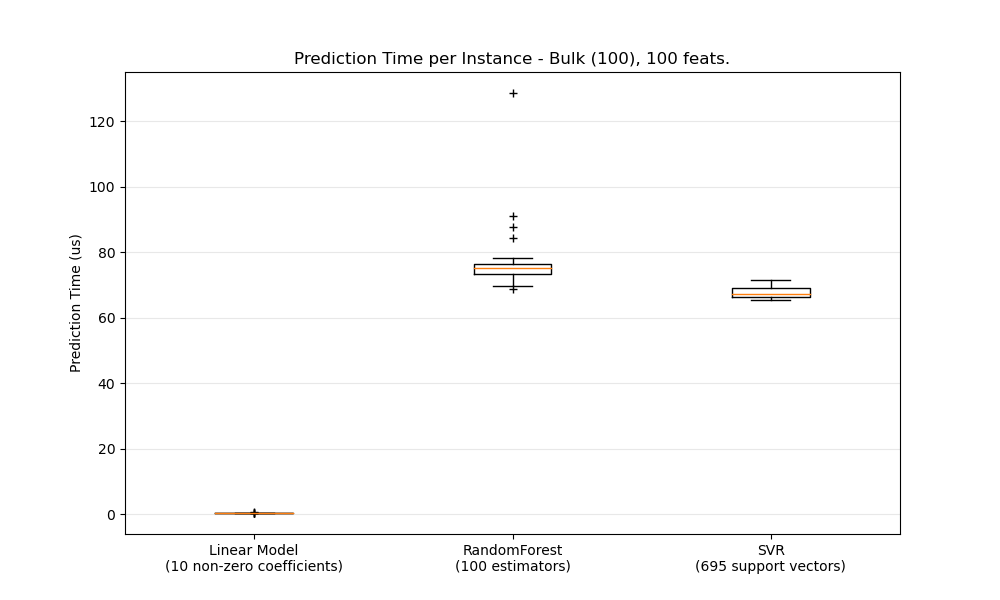 Prediction Time per Instance - Bulk (100), 100 feats.
Prediction Time (us)
120
100
80
60
40
20
0
Linear Model
(10 non-zero coefficients)
RandomForest
(100 estimators)
SVR
(695 support vectors)